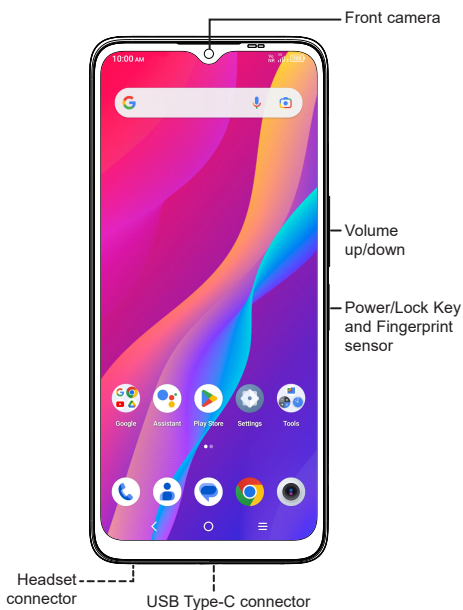 Front camera
10:00 AM
Volume
up/down
Power/Lock Key
and Fingerprint
sensor
Google Assistant Play Store Settings Tools
Headset
connector
USB Type-C connector